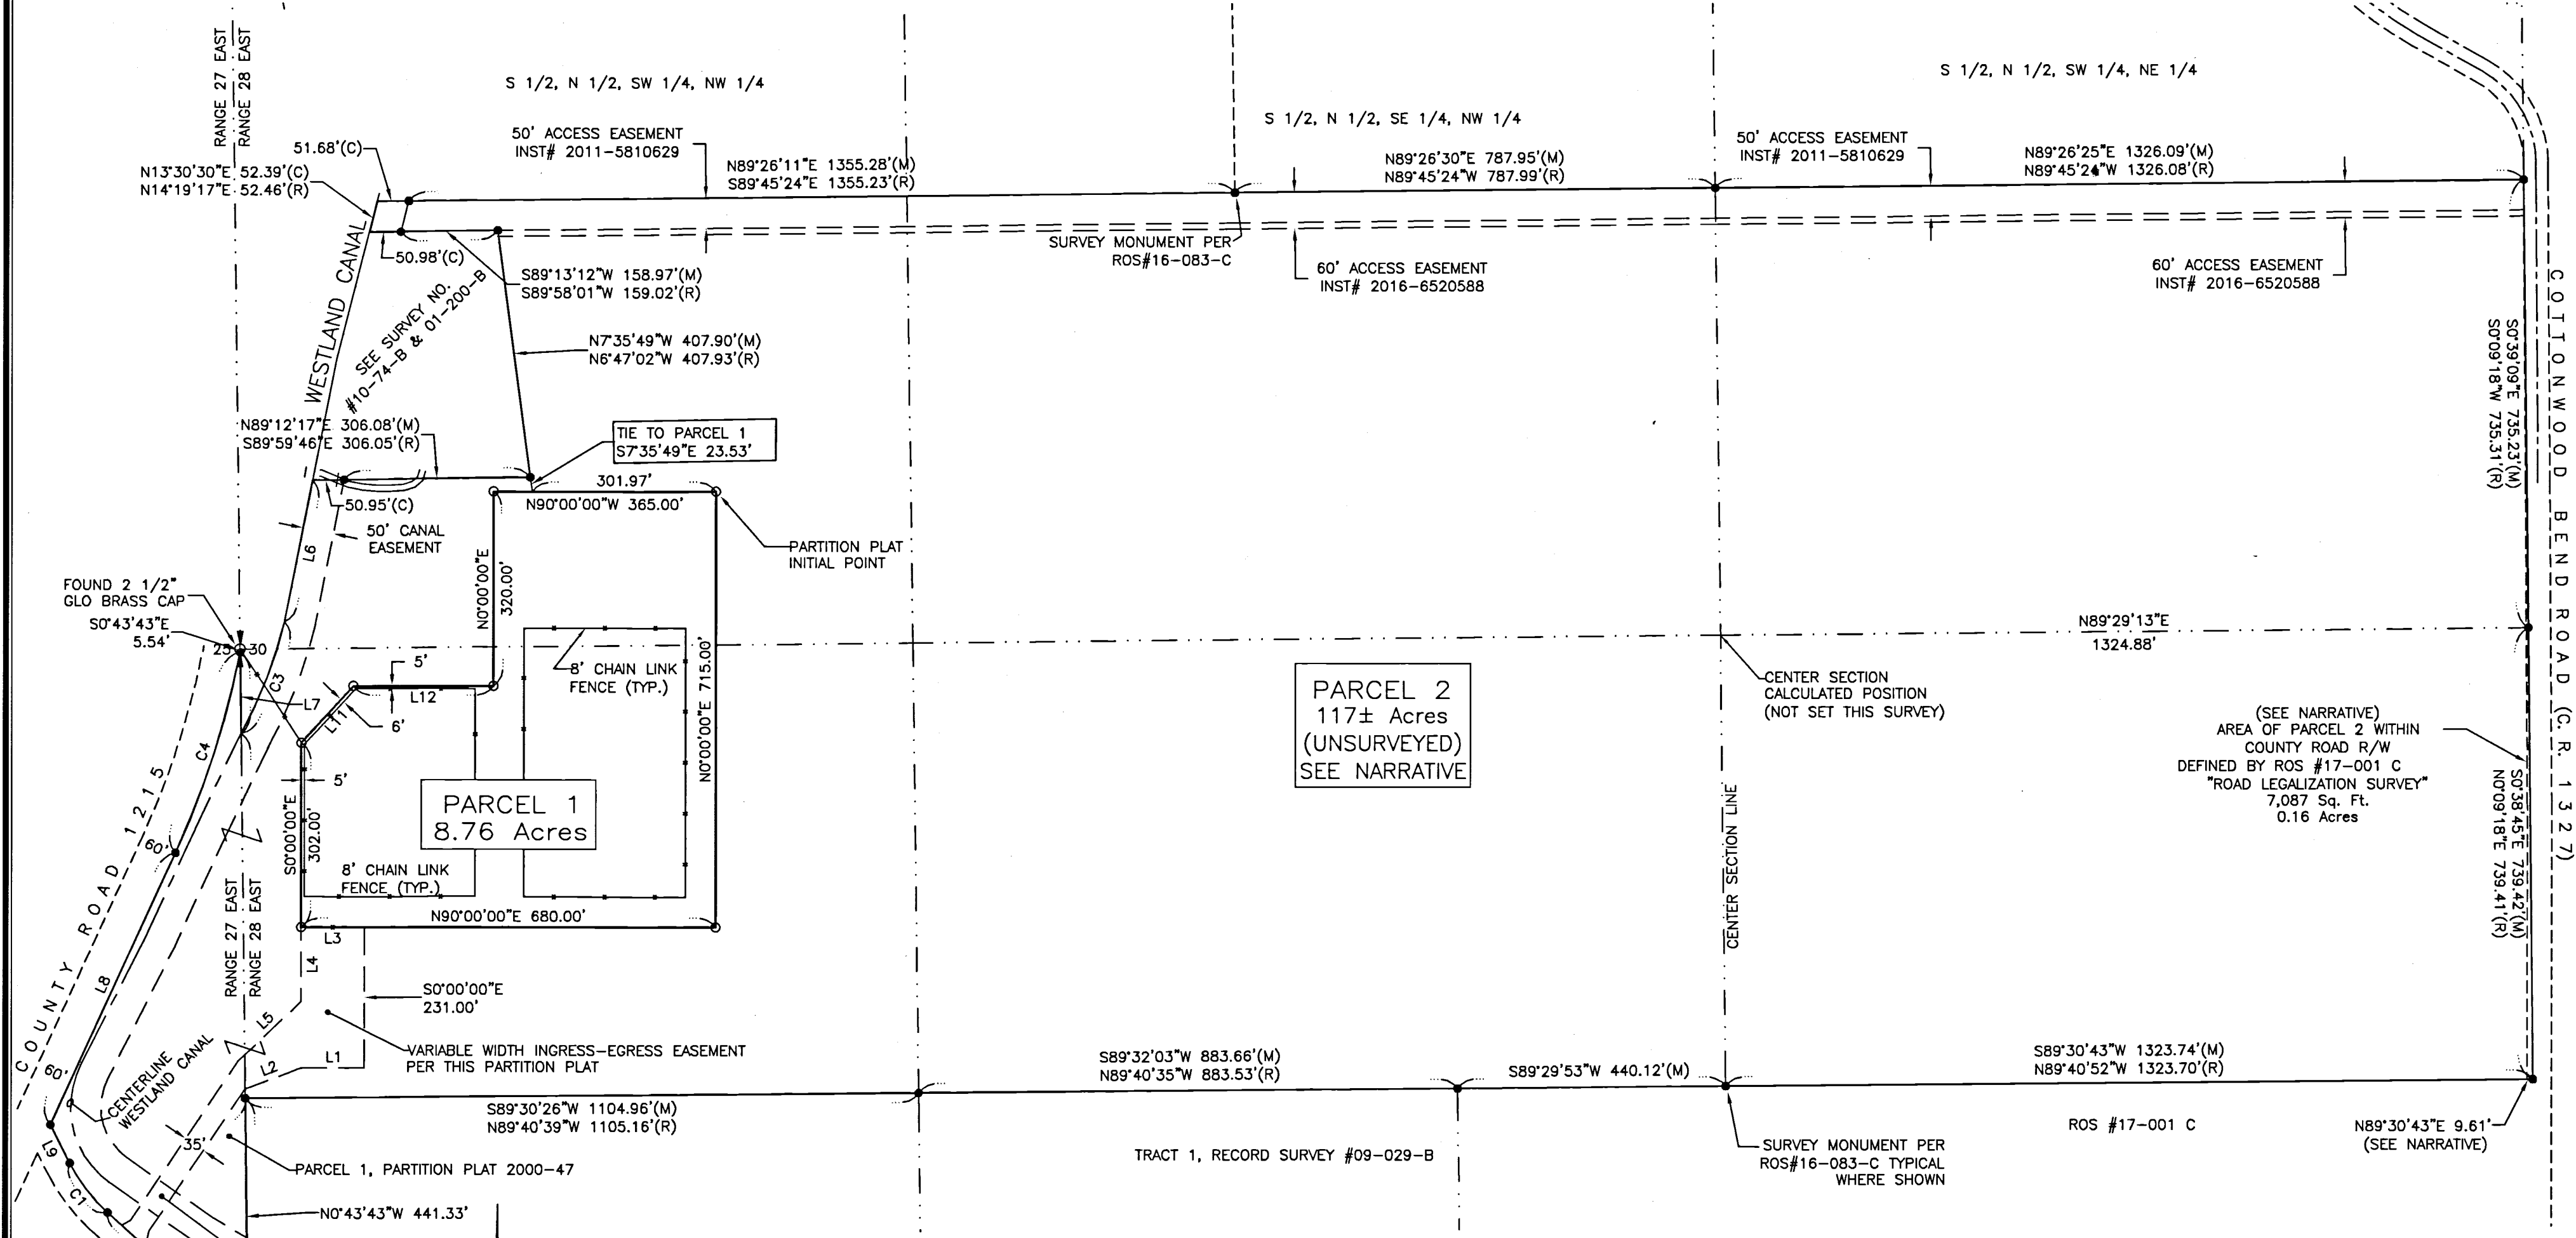 RANGE 27 EAST
RANGE 28 EAST
S 1/2, N 1/2, SW 1/4, NW 1/4
S 1/2, N 1/2, SE 1/4, NW 1/4
S 1/2, N 1/2, SW 1/4, NE 1/4
51.68'(C)
N13°30'30"E 52.39'(C)
N14°19'17"E 52.46'(R)
50' ACCESS EASEMENT
INST# 2011-5810629
N89°26'11"E 1355.28'(M)
S89°45'24"E 1355.23'(R)
N89°26'30"E 787.95'(M)
N89°45'24"W 787.99'(R)
50' ACCESS EASEMENT
INST# 2011-5810629
N89°26'25"E 1326.09'(M)
N89°45'24"W 1326.08'(R)
WESTLAND CANAL
SEE SURVEY NO.
#10-74-B & 01-200-B
50.98'(C)
S89°13'12"W 158.97'(M)
S89°58'01"W 159.02'(R)
SURVEY MONUMENT PER
ROS#16-083-C
60' ACCESS EASEMENT
INST# 2016-6520588
60' ACCESS EASEMENT
INST# 2016-6520588
N7°35'49"W 407.90'(M)
N6°47'02"W 407.93'(R)
S0°39'09"E 735.23'(M)
S0°09'18"W 735.31'(R)
COTTONWOOD BEND ROAD (C.R. 1327)
N89°12'17"E 306.08'(M)
S89°59'46"E 306.05'(R)
TIE TO PARCEL 1
S7°35'49"E 23.53'
301.97'
N90°00'00"W 365.00'
50.95'(C)
50' CANAL
EASEMENT
L6
PARTITION PLAT
INITIAL POINT
N0°00'00"E
320.00'
FOUND 2 1/2"
GLO BRASS CAP
S0°43'43"E
5.54'
25
30
C3
L7
C4
5'
L12
L11
6'
8' CHAIN LINK
FENCE (TYP.)
N0°00'00"E 715.00'
N89°29'13"E
1324.88'
PARCEL 2
117± Acres
(UNSURVEYED)
SEE NARRATIVE
CENTER SECTION
CALCULATED POSITION
(NOT SET THIS SURVEY)
(SEE NARRATIVE)
AREA OF PARCEL 2 WITHIN
COUNTY ROAD R/W
DEFINED BY ROS #17-001 C
"ROAD LEGALIZATION SURVEY"
7,087 Sq. Ft.
0.16 Acres
S0°38'45"E 739.42'(M)
N0°09'18"E 739.41'(R)
CENTER SECTION LINE
COUNTY ROAD 1215
60'
5'
S0°00'00"E
302.00'
PARCEL 1
8.76 Acres
8' CHAIN LINK
FENCE (TYP.)
N90°00'00"E 680.00'
L3
L4
RANGE 27 EAST
RANGE 28 EAST
L8
S0°00'00"E
231.00'
L5
L1
L2
VARIABLE WIDTH INGRESS-EGRESS EASEMENT
PER THIS PARTITION PLAT
60'
CENTERLINE
WESTLAND CANAL
S89°30'26"W 1104.96'(M)
N89°40'39"W 1105.16'(R)
S89°32'03"W 883.66'(M)
N89°40'35"W 883.53'(R)
S89°29'53"W 440.12'(M)
S89°30'43"W 1323.74'(M)
N89°40'52"W 1323.70'(R)
L9
C1
35'
PARCEL 1, PARTITION PLAT 2000-47
N0°43'43"W 441.33'
TRACT 1, RECORD SURVEY #09-029-B
SURVEY MONUMENT PER
ROS#16-083-C TYPICAL
WHERE SHOWN
ROS #17-001 C
N89°30'43"E 9.61'
(SEE NARRATIVE)